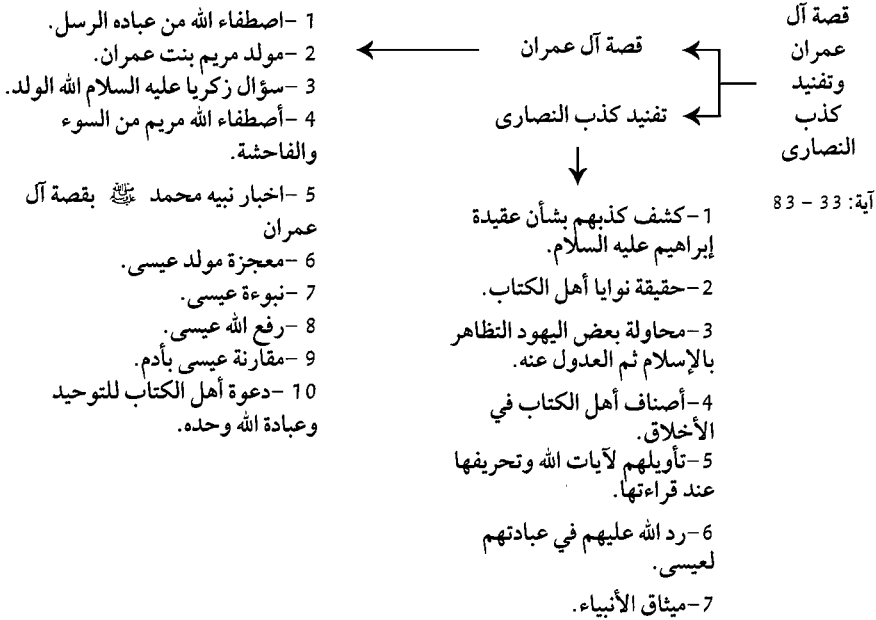 قصة آل
عمران
وتفنيد
كذب
النصارى
آية: 33 – 83
قصة آل عمران
تفنيد كذب النصارى
1 –اصطفاء الله من عباده الرسل.
2 –مولد مريم بنت عمران.
3 –سؤال زكريا عليه السلام الله الولد.
4 –أصطفاء الله مريم من السوء
والفاحشة.
5 –اخبار نبيه محمد ﷺ بقصة آل
عمران
6 –معجزة مولد عيسى.
7 –نبوءة عيسى.
8 –رفع الله عيسى.
9 –مقارنة عيسى بأدم.
10 –دعوة أهل الكتاب للتوحيد
وعبادة الله وحده.
1–كشف كذبهم بشأن عقيدة
إبراهيم عليه السلام.
2–حقيقة نوايا أهل الكتاب.
3–محاولة بعض اليهود التظاهر
بالإسلام ثم العدول عنه.
4–أصناف أهل الكتاب في
الأخلاق.
5–تأويلهم لآيات الله وتحريفها
عند قراءتها.
6–رد الله عليهم في عبادتهم
لعيسى.
7–ميثاق الأنبياء.